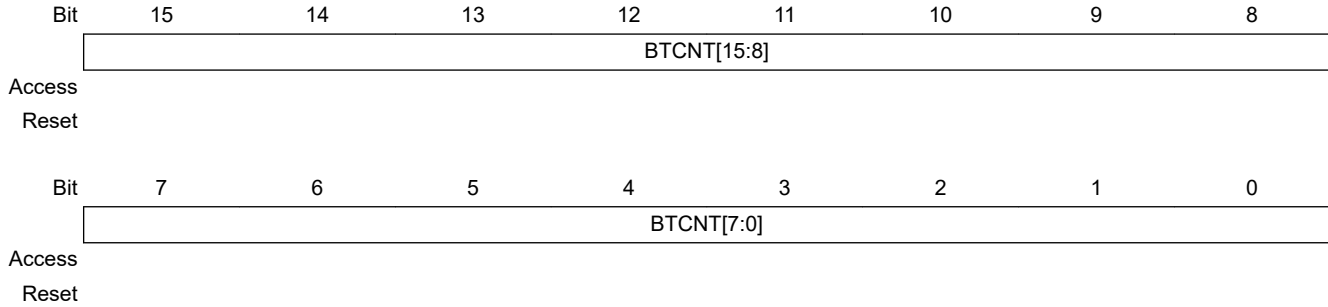 Bit 15 14 13 12 11 10 9 8
BTCNT[15:8]
Access
Reset
Bit 7 6 5 4 3 2 1 0
BTCNT[7:0]
Access
Reset